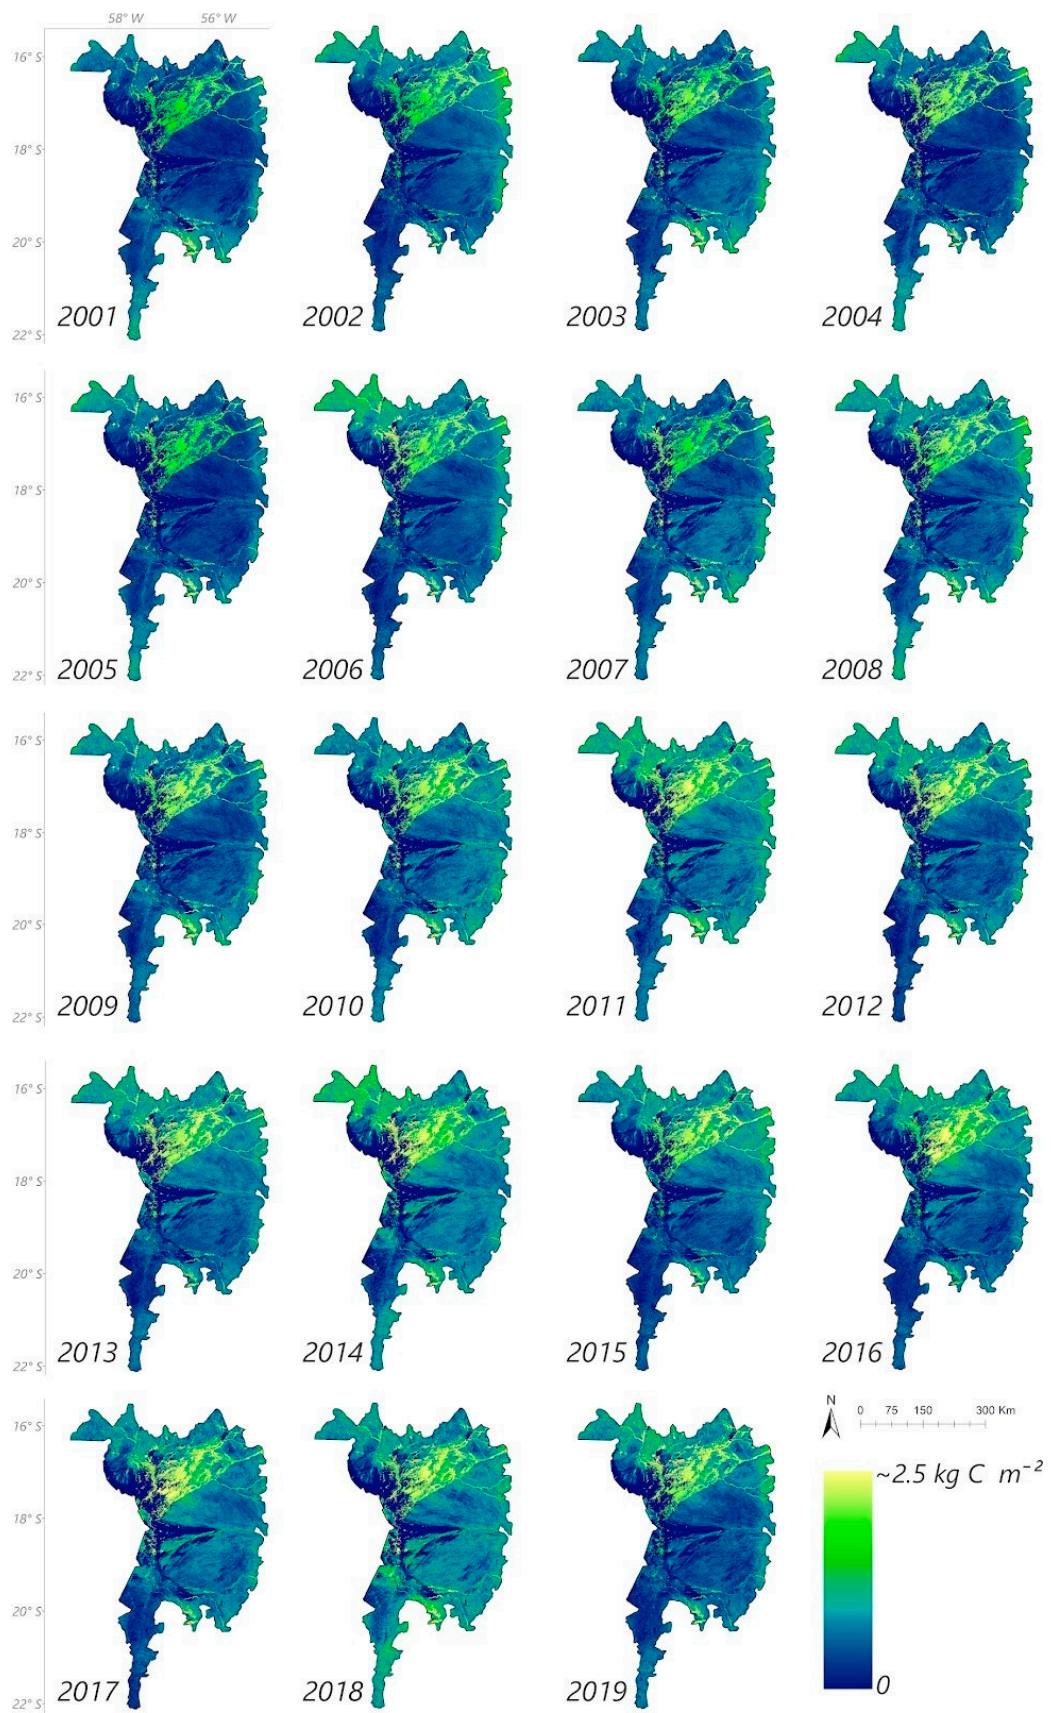 58° W 56° W
16° S
18° S
20° S
22° S
2001 2002 2003 2004
16° S
18° S
20° S
22° S
2005 2006 2007 2008
16° S
18° S
20° S
22° S
2009 2010 2011 2012
16° S
18° S
20° S
22° S
2013 2014 2015 2016
16° S
18° S
20° S
22° S
2017 2018 2019
N
0 75 150 300 Km
~2.5 kg C m⁻²
0